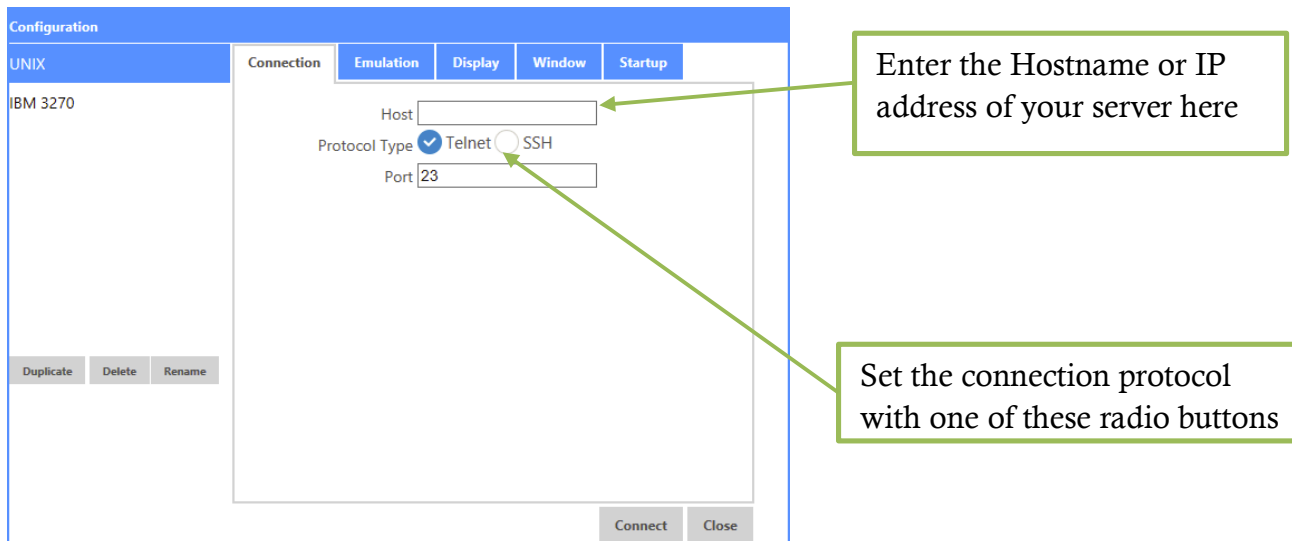 Configuration
UNIX
IBM 3270
Duplicate Delete Rename
Connection Emulation Display Window Startup
Host
Protocol Type Telnet SSH
Port 23
Connect Close
Enter the Hostname or IP
address of your server here
Set the connection protocol
with one of these radio buttons